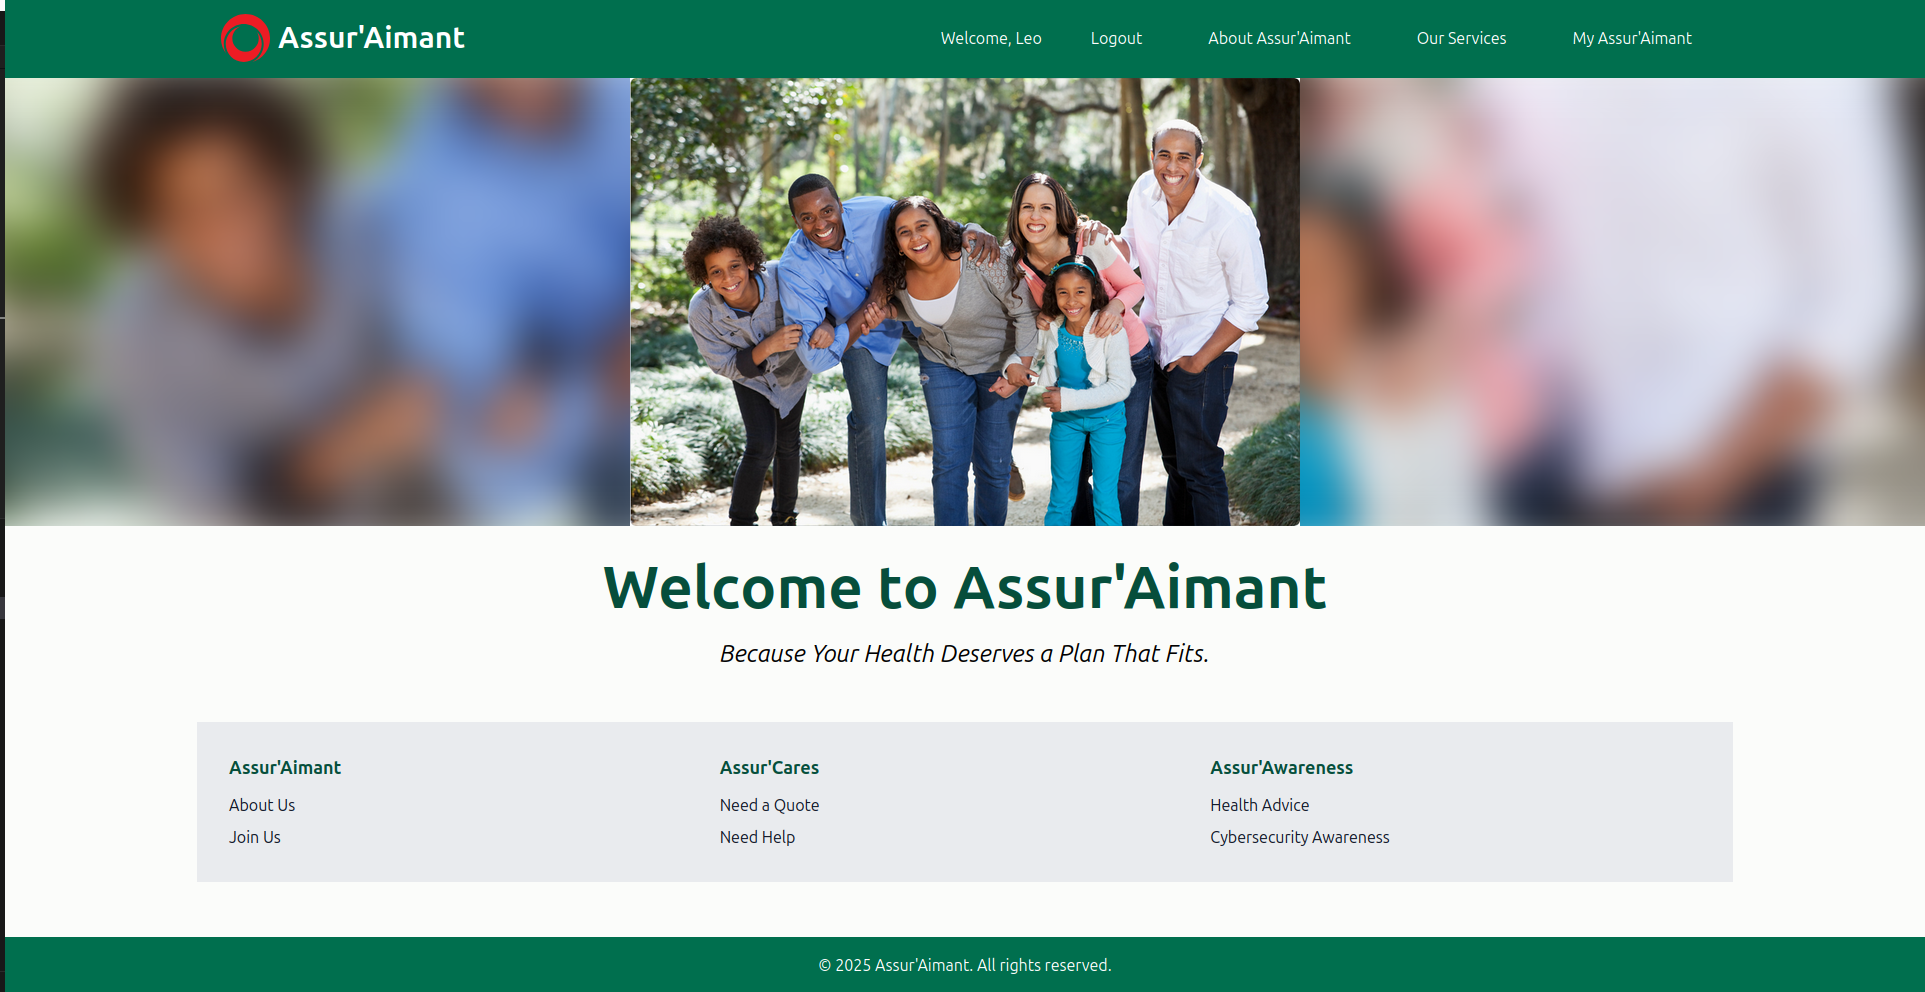 Assur'Aimant
Welcome, Leo
Logout
About Assur'Aimant
Our Services
My Assur'Aimant
Welcome to Assur'Aimant
Because Your Health Deserves a Plan That Fits.
Assur'Aimant
About Us
Join Us
Assur'Cares
Need a Quote
Need Help
Assur'Awareness
Health Advice
Cybersecurity Awareness
© 2025 Assur'Aimant. All rights reserved.